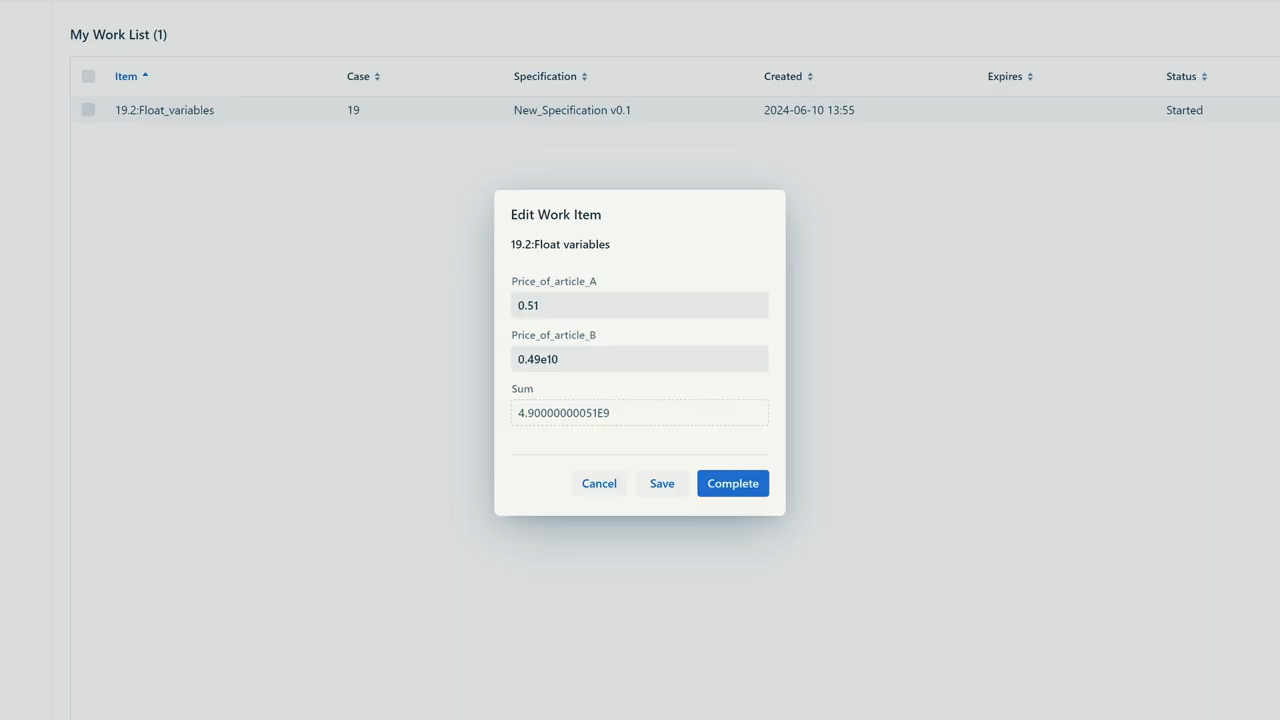 My Work List (1)
Item Case Specification Created Expires Status
19.2:Float_variables 19 New_Specification v0.1 2024-06-10 13:55 Started
Edit Work Item
19.2:Float variables
Price_of_article_A
0.51
Price_of_article_B
0.49e10
Sum
4.90000000051E9
Cancel Save Complete